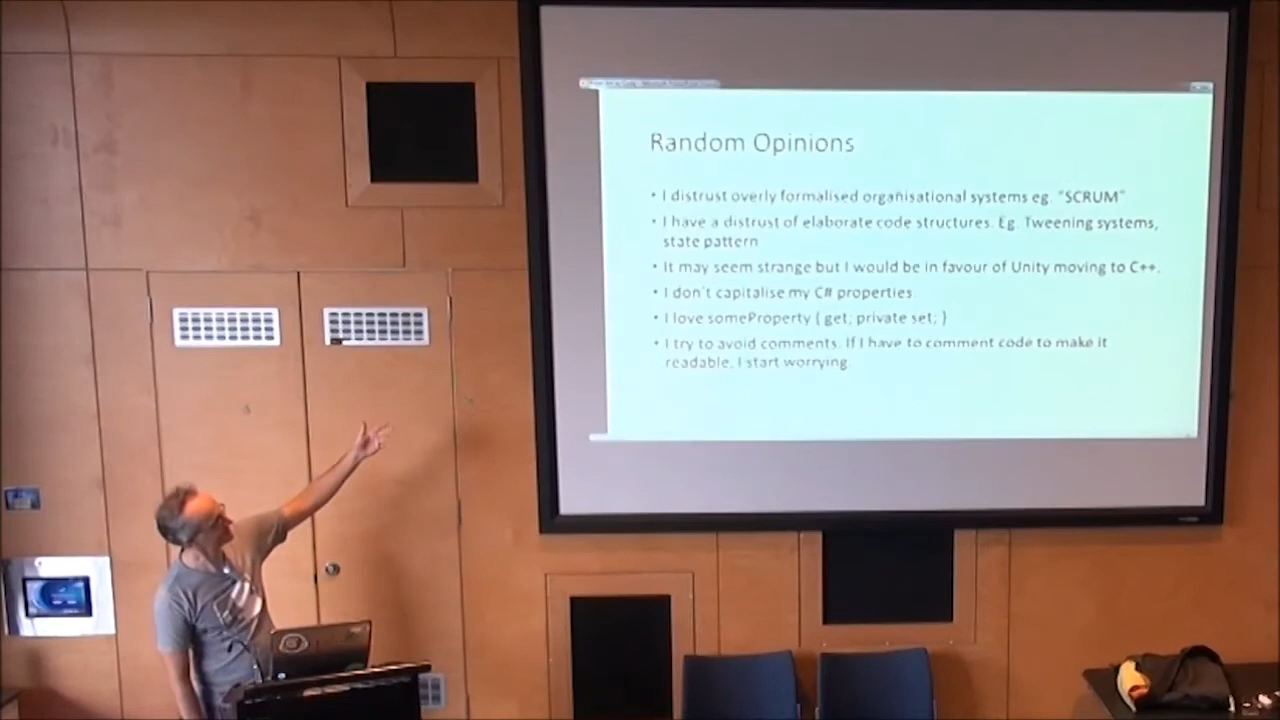 Random Opinions
• I distrust overly formalised organisational systems eg. "SCRUM"
• I have a distrust of elaborate code structures. Eg. Tweening systems,
state pattern
• It may seem strange but I would be in favour of Unity moving to C++.
• I don't capitalise my C# properties.
• I love someProperty { get; private set; }
• I try to avoid comments. If I have to comment code to make it
readable, I start worrying